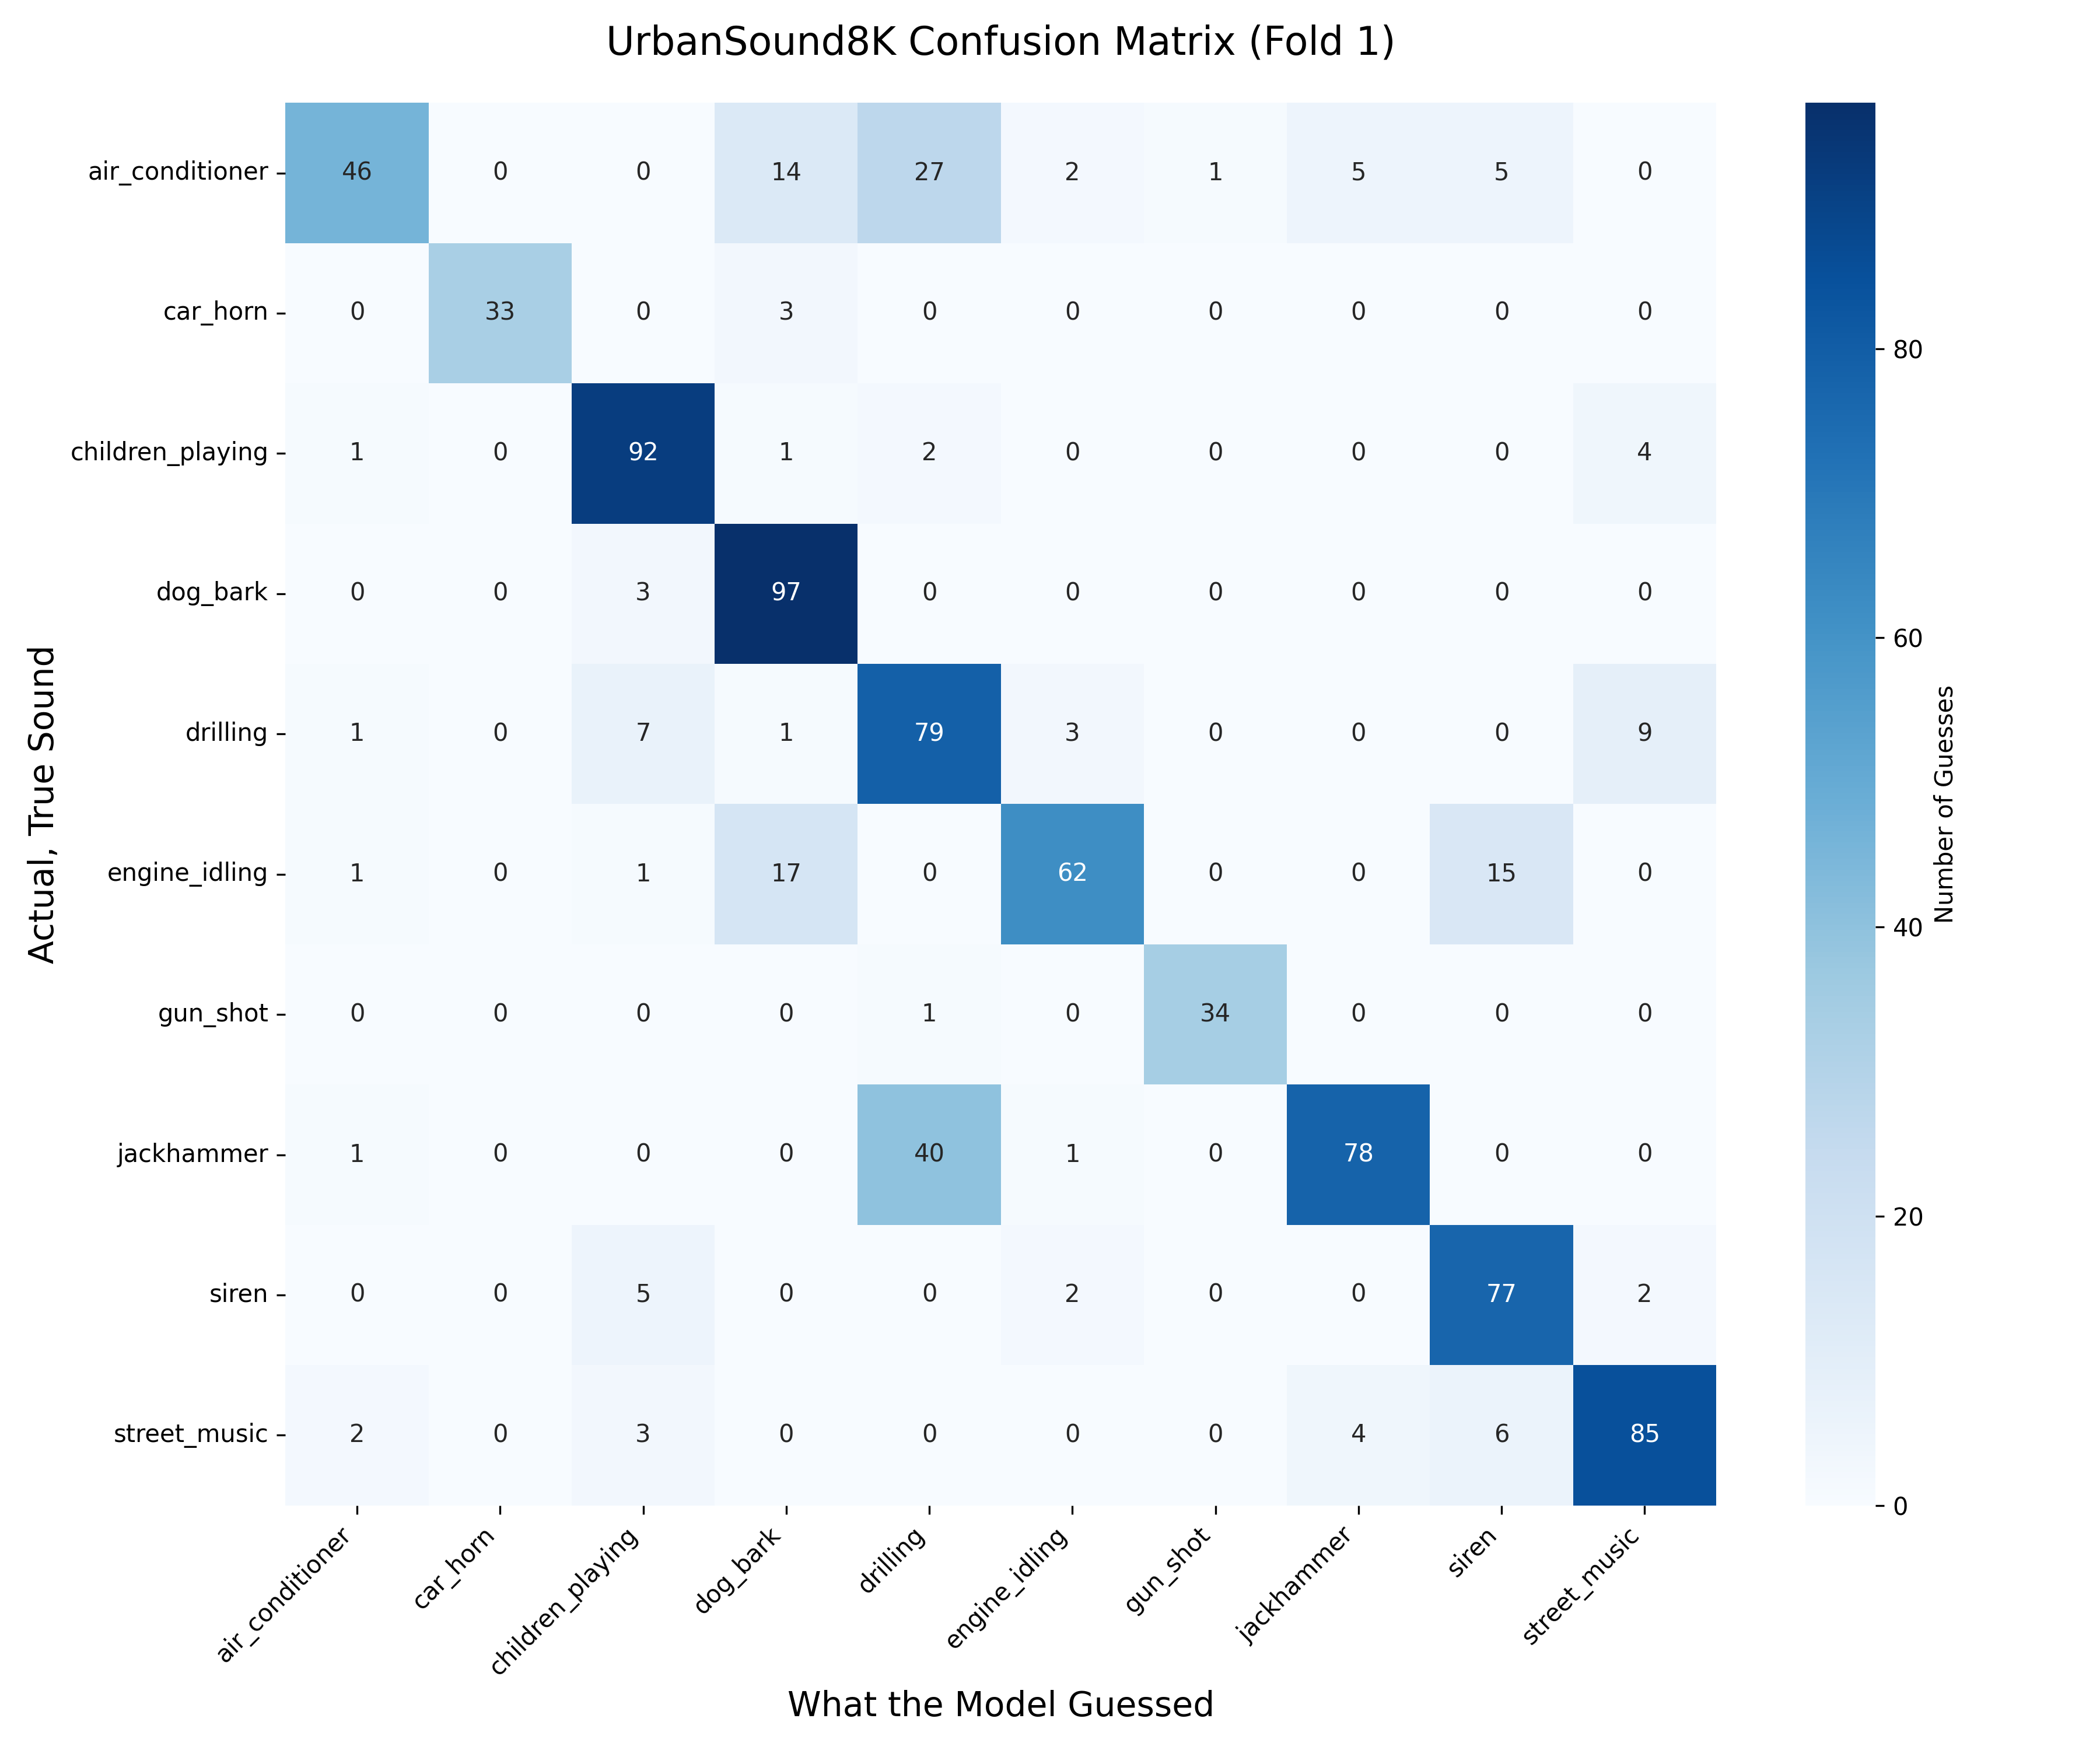 UrbanSound8K Confusion Matrix (Fold 1)
Actual, True Sound
air_conditioner 46 0 0 14 27 2 1 5 5 0
car_horn 0 33 0 3 0 0 0 0 0 0
children_playing 1 0 92 1 2 0 0 0 0 4
dog_bark 0 0 3 97 0 0 0 0 0 0
drilling 1 0 7 1 79 3 0 0 0 9
engine_idling 1 0 1 17 0 62 0 0 15 0
gun_shot 0 0 0 0 1 0 34 0 0 0
jackhammer 1 0 0 0 40 1 0 78 0 0
siren 0 0 5 0 0 2 0 0 77 2
street_music 2 0 3 0 0 0 0 4 6 85
air_conditioner car_horn children_playing dog_bark drilling engine_idling gun_shot jackhammer siren street_music
What the Model Guessed
80
60
40
20
0
Number of Guesses